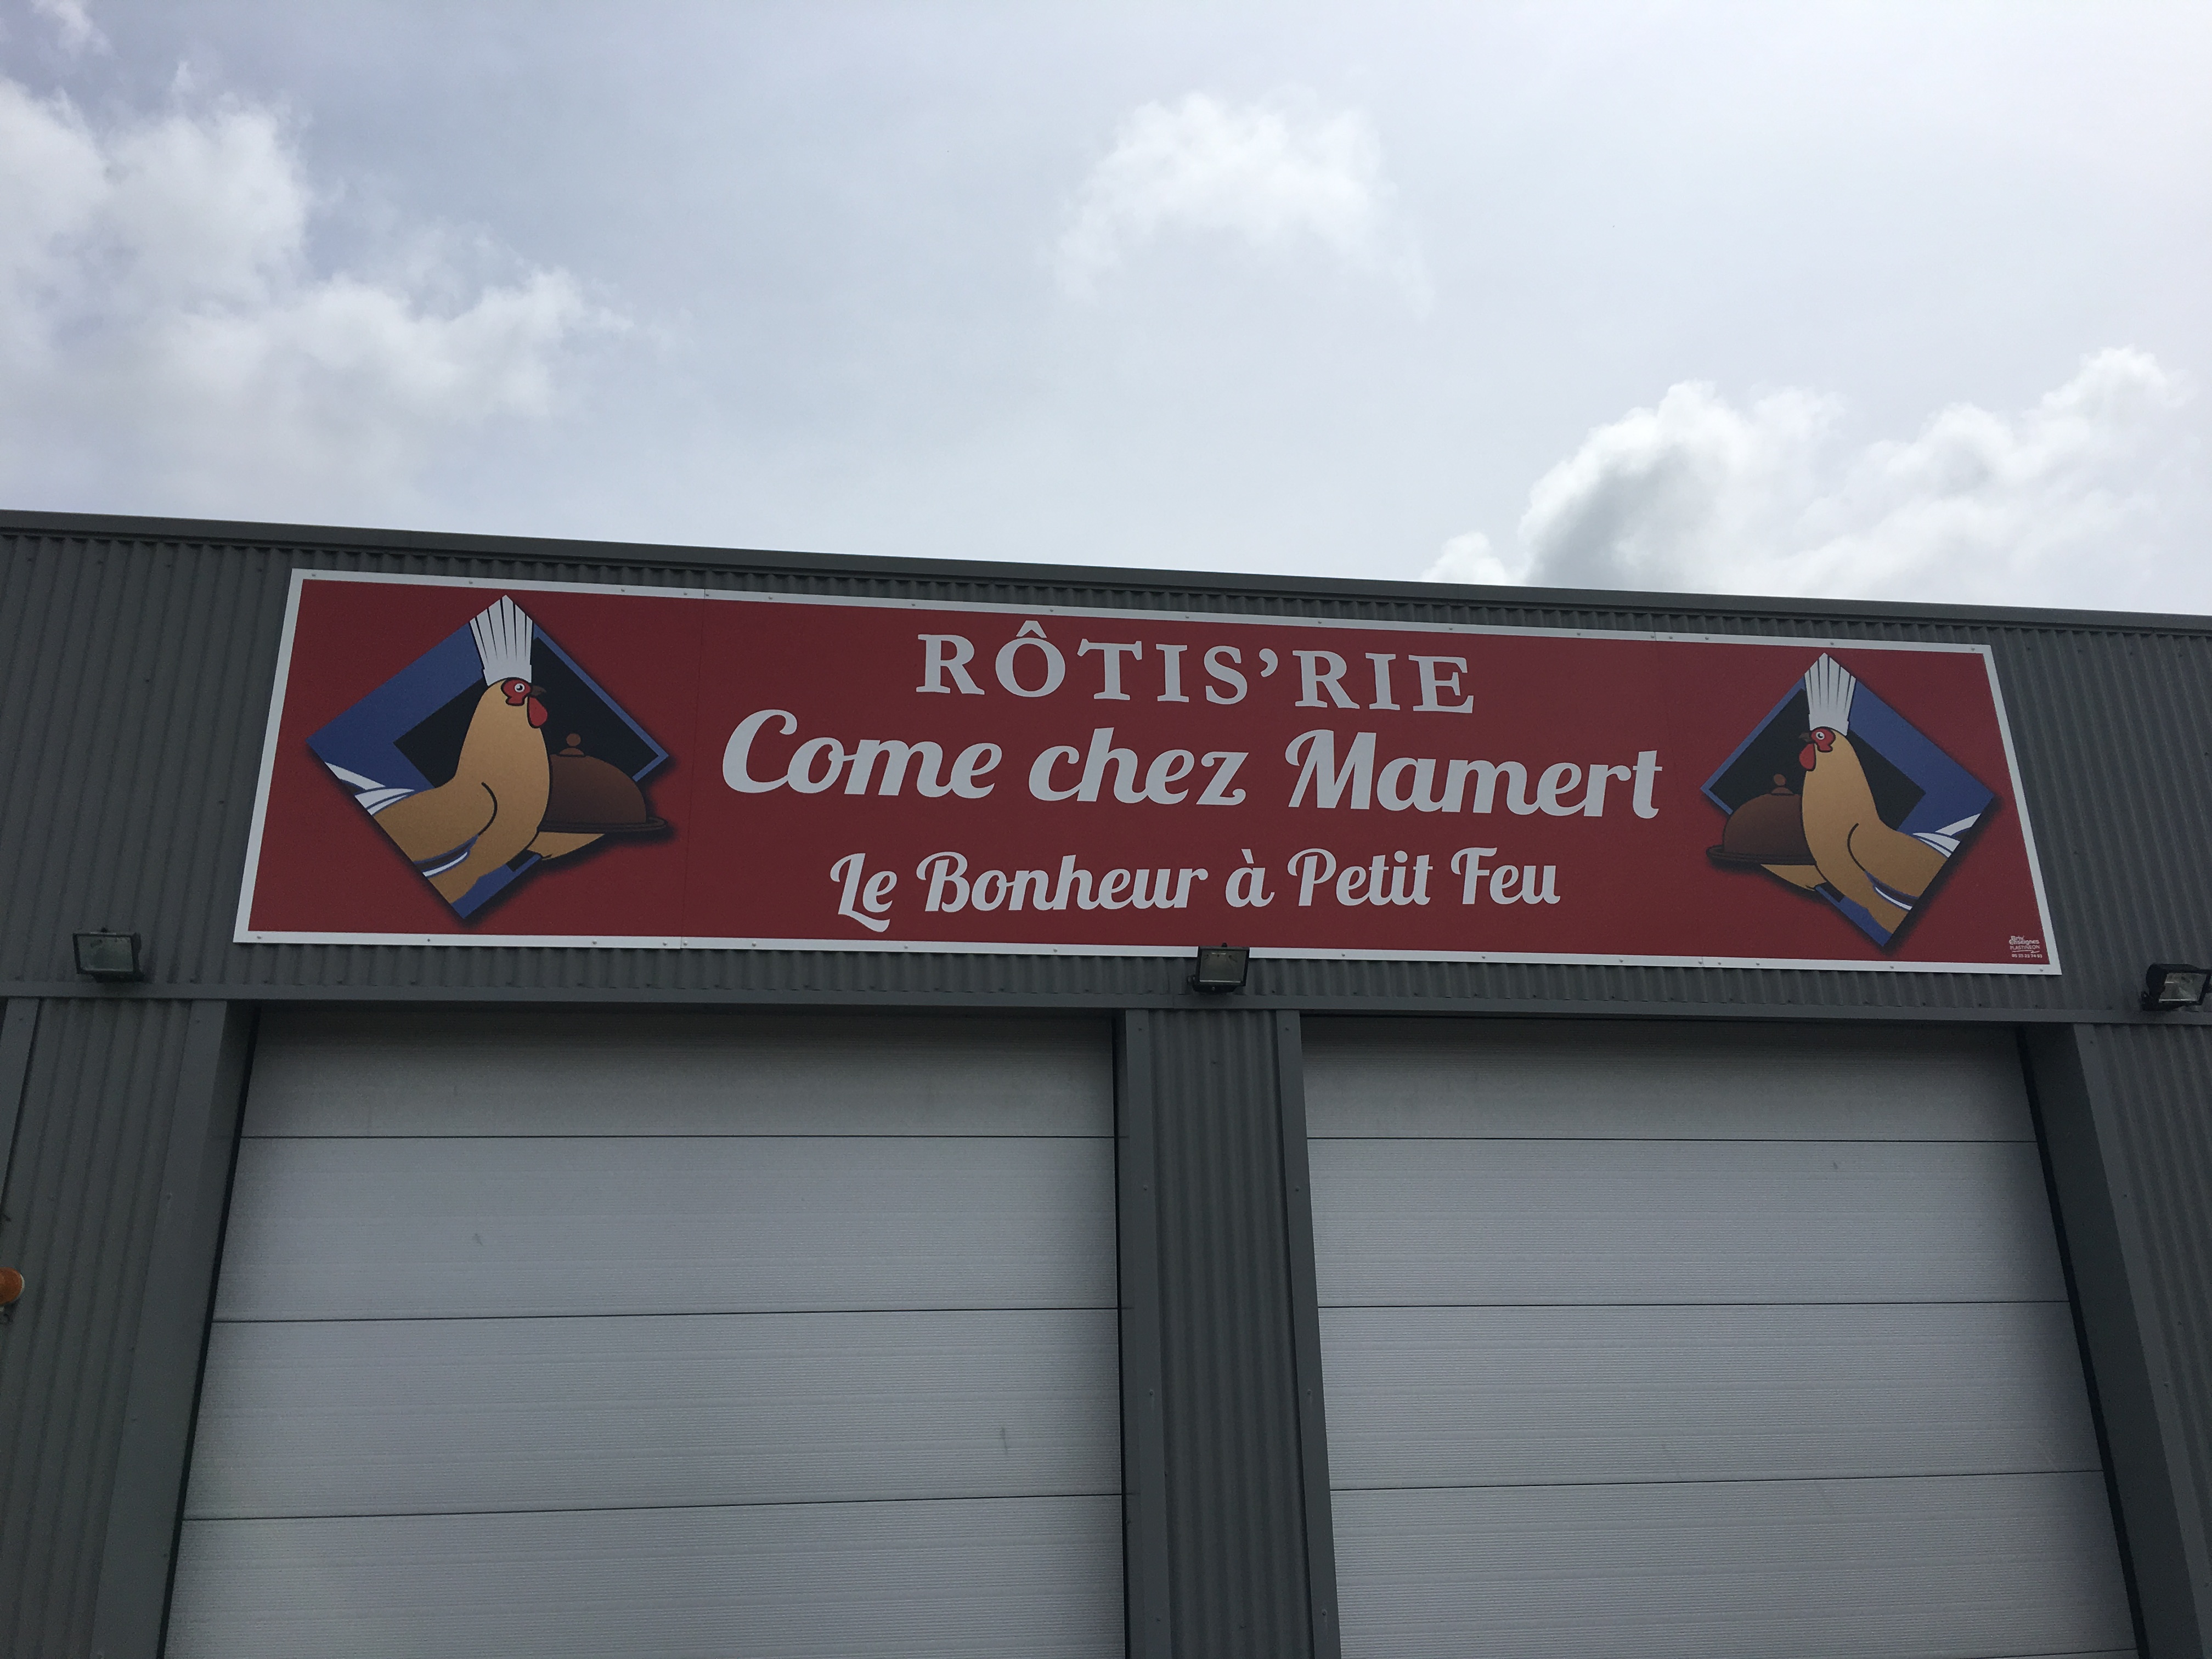 RÔTIS'RIE
Come chez Mamert
Le Bonheur à Petit Feu